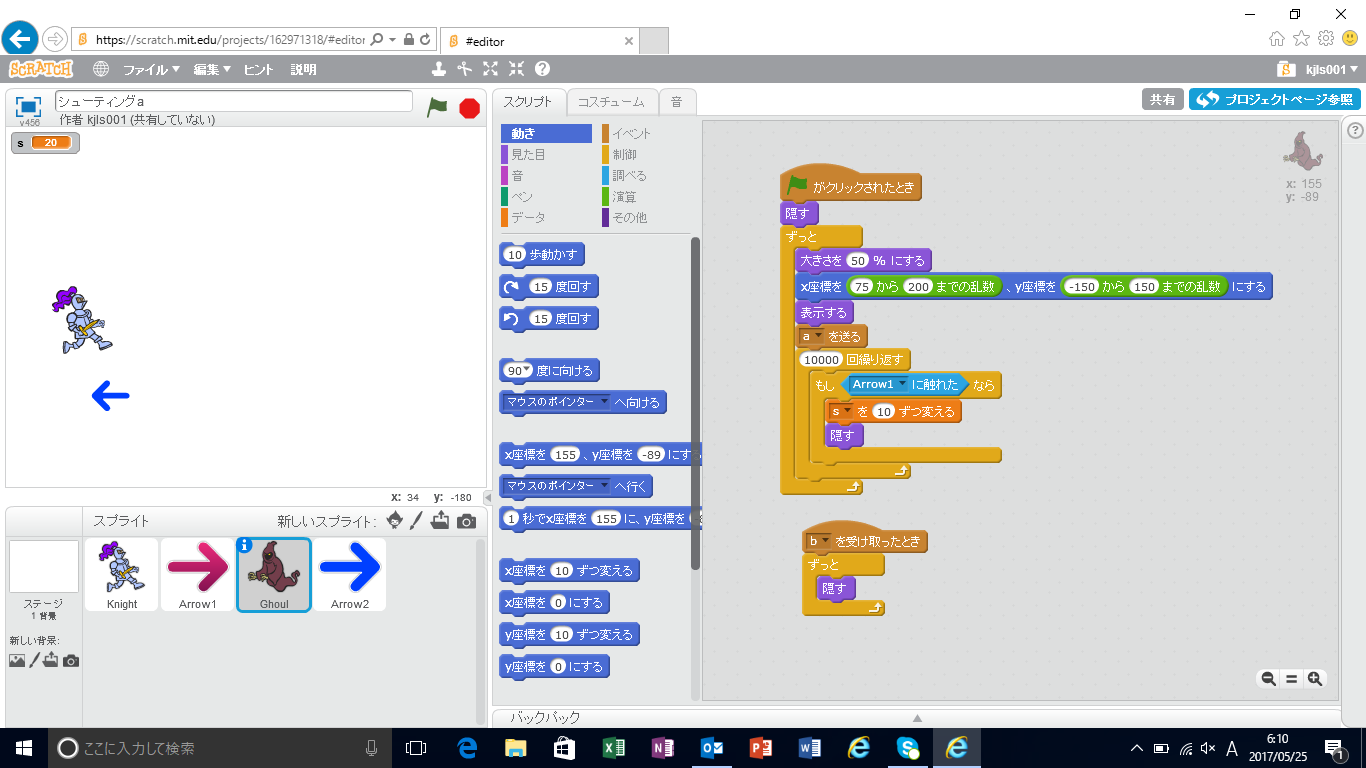 https://scratch.mit.edu/projects/162971318/#editor
#editor
SCRATCH ファイル 編集 ヒント 説明
kjls001
シューティングa
v456
作者 kjls001 (共有していない)
スクリプト コスチューム 音
共有 プロジェクトページ参照
s 20
動き イベント
見た目 制御
音 調べる
ペン 演算
データ その他
10 歩動かす
15 度回す
15 度回す
90 度に向ける
マウスのポインター へ向ける
x座標を 155 、y座標を -89 にする
マウスのポインター へ行く
1 秒でx座標を 155 に、y座標を
x座標を 10 ずつ変える
x座標を 0 にする
y座標を 10 ずつ変える
y座標を 0 にする
x: 155
y: -89
がクリックされたとき
隠す
ずっと
大きさを 50 % にする
x座標を 75 から 200 までの乱数 、y座標を -150 から 150 までの乱数 にする
表示する
a を送る
10000 回繰り返す
もし Arrow1 に触れた なら
s を 10 ずつ変える
隠す
b を受け取ったとき
ずっと
隠す
x: 34 y: -180
スプライト 新しいスプライト:
Knight Arrow1 Ghoul Arrow2
ステージ
1 背景
新しい背景:
バックパック
ここに入力して検索
A
6:10
2017/05/25
1